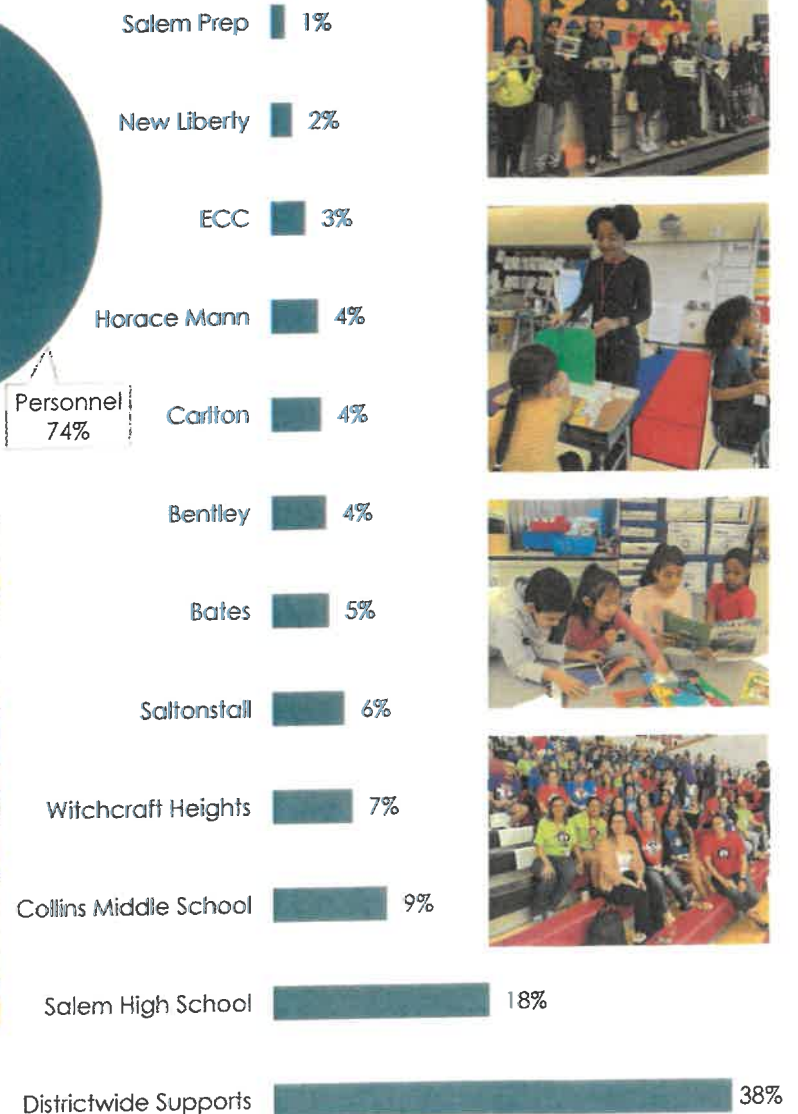 Salem Prep 1%
New Liberty 2%
ECC 3%
Horace Mann 4%
Personnel
74%
Carlton 4%
Bentley 4%
Bates 5%
Saltonstall 6%
Witchcraft Heights 7%
Collins Middle School 9%
Salem High School 18%
Districtwide Supports 38%